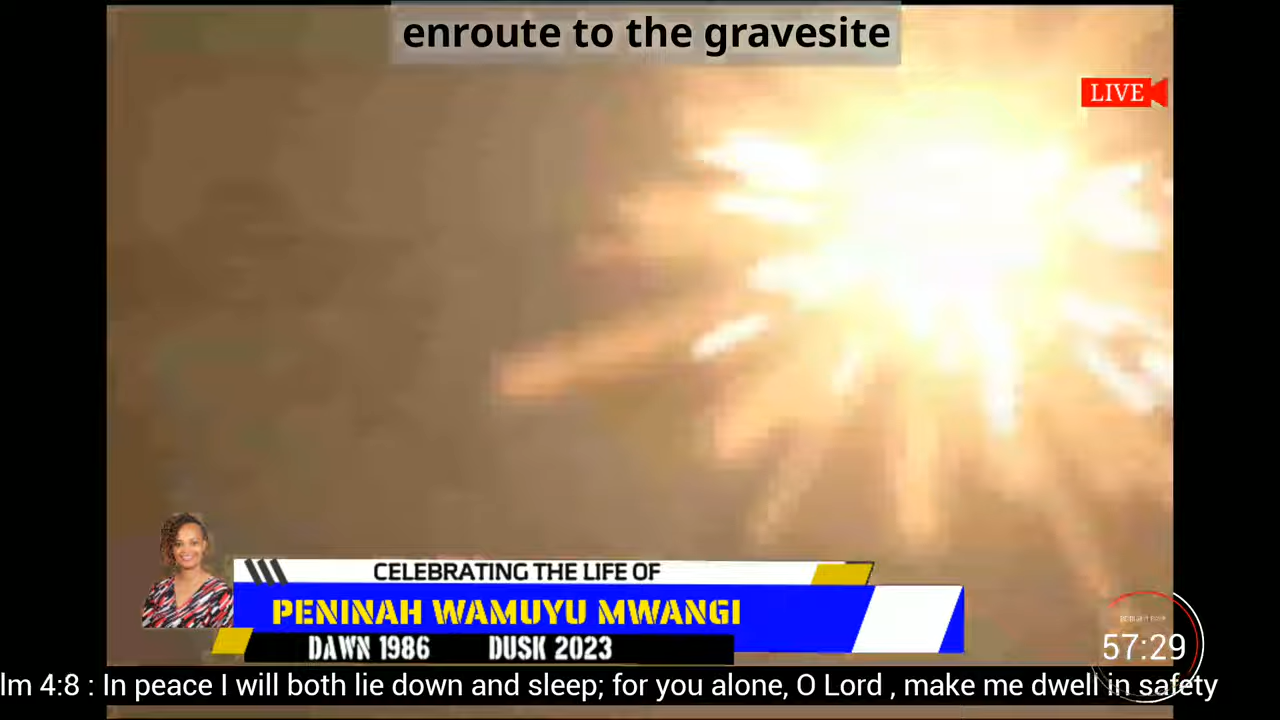 enroute to the gravesite
LIVE
CELEBRATING THE LIFE OF
PENINAH WAMUYU MWANGI
DAWN 1986 DUSK 2023
57:29
lm 4:8 : In peace I will both lie down and sleep; for you alone, O Lord , make me dwell in safety